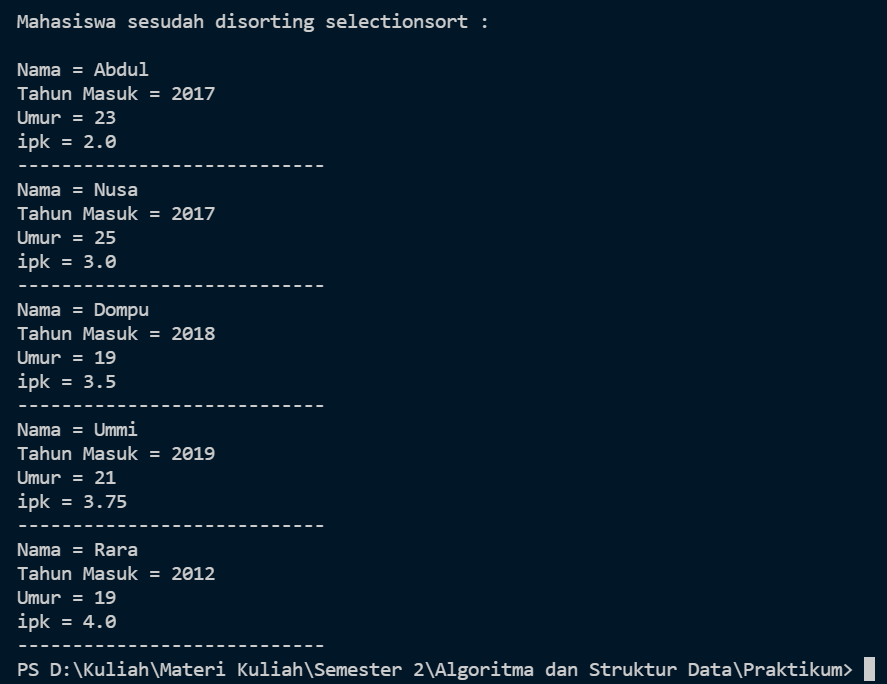 Mahasiswa sesudah disorting selectionsort :
Nama = Abdul
Tahun Masuk = 2017
Umur = 23
ipk = 2.0
----------------------------
Nama = Nusa
Tahun Masuk = 2017
Umur = 25
ipk = 3.0
----------------------------
Nama = Dompu
Tahun Masuk = 2018
Umur = 19
ipk = 3.5
----------------------------
Nama = Ummi
Tahun Masuk = 2019
Umur = 21
ipk = 3.75
----------------------------
Nama = Rara
Tahun Masuk = 2012
Umur = 19
ipk = 4.0
----------------------------
PS D:\Kuliah\Materi Kuliah\Semester 2\Algoritma dan Struktur Data\Praktikum>